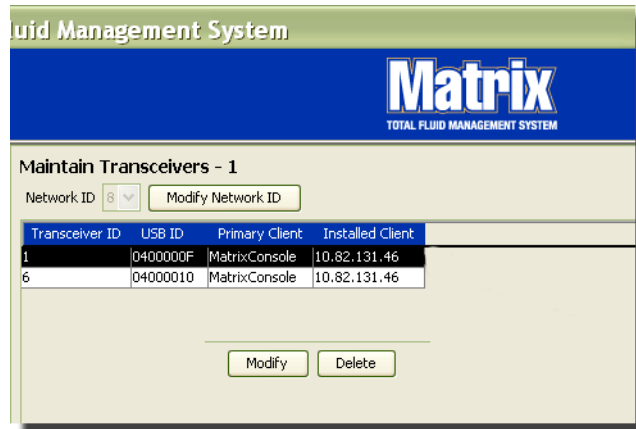 luid Management System
Matrix
TOTAL FLUID MANAGEMENT SYSTEM
Maintain Transceivers - 1
Network ID 8 Modify Network ID
Transceiver ID USB ID Primary Client Installed Client
1 0400000F MatrixConsole 10.82.131.46
6 04000010 MatrixConsole 10.82.131.46
Modify Delete